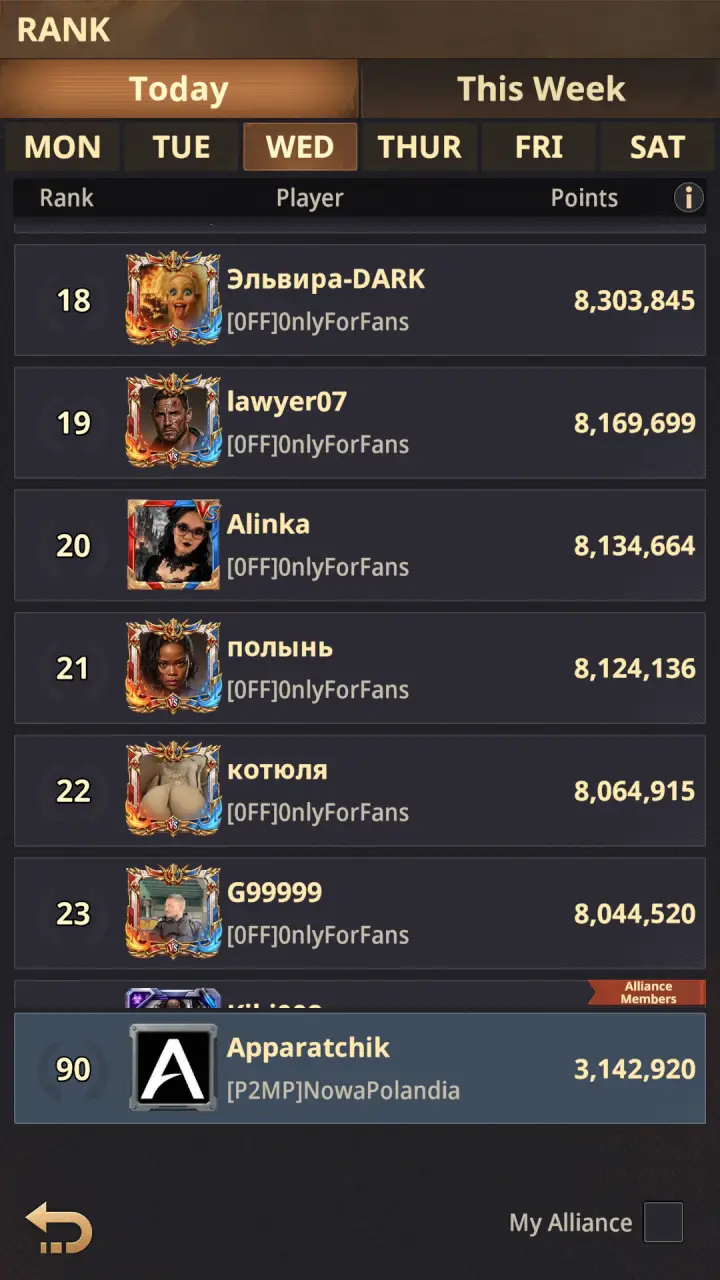 RANK
Today
This Week
MON
TUE
WED
THUR
FRI
SAT
Rank
Player
Points
18
Эльвира-DARK
[0FF]0nlyForFans
8,303,845
19
lawyer07
[0FF]0nlyForFans
8,169,699
20
Alinka
[0FF]0nlyForFans
8,134,664
21
полынь
[0FF]0nlyForFans
8,124,136
22
котюля
[0FF]0nlyForFans
8,064,915
23
G99999
[0FF]0nlyForFans
8,044,520
Alliance
Members
90
Apparatchik
[P2MP]NowaPolandia
3,142,920
My Alliance